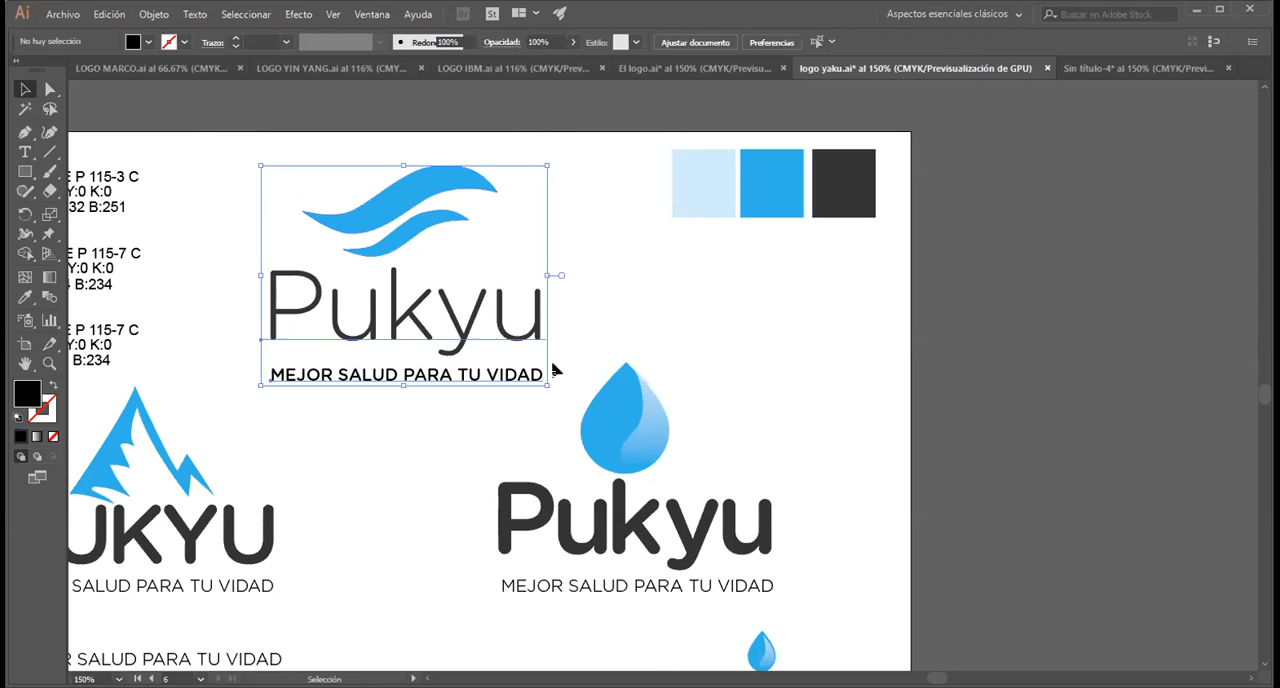 Ai Archivo Edición Objeto Texto Seleccionar Efecto Ver Ventana Ayuda Br St Aspectos esenciales clásicos Buscar en Adobe Stock
No hay selección Trazo: Redon 100% Opacidad: 100% Estilo: Ajustar documento Preferencias
LOGO MARCO.ai al 66.67% (CMYK... LOGO YIN YANG.ai al 116% (CMY... LOGO IBM.ai al 116% (CMYK/Prev... El logo.ai* al 150% (CMYK/Previsu... logo yaku.ai* al 150% (CMYK/Previsualización de GPU) Sin título-4* al 150% (CMYK/Previ...
E P 115-3 C
Y:0 K:0
32 B:251
E P 115-7 C
Y:0 K:0
B:234
E P 115-7 C
Y:0 K:0
B:234
Pukyu
MEJOR SALUD PARA TU VIDAD
UKYU
SALUD PARA TU VIDAD
Pukyu
MEJOR SALUD PARA TU VIDAD
R SALUD PARA TU VIDAD
150% 6 Selección